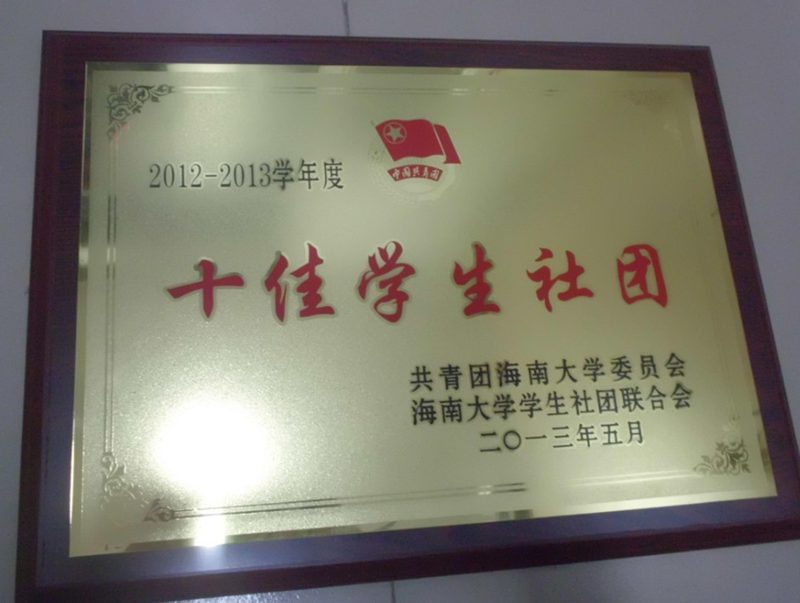 中国共青团
2012-2013学年度
十佳学生社团
共青团海南大学委员会
海南大学学生社团联合会
二〇一三年五月